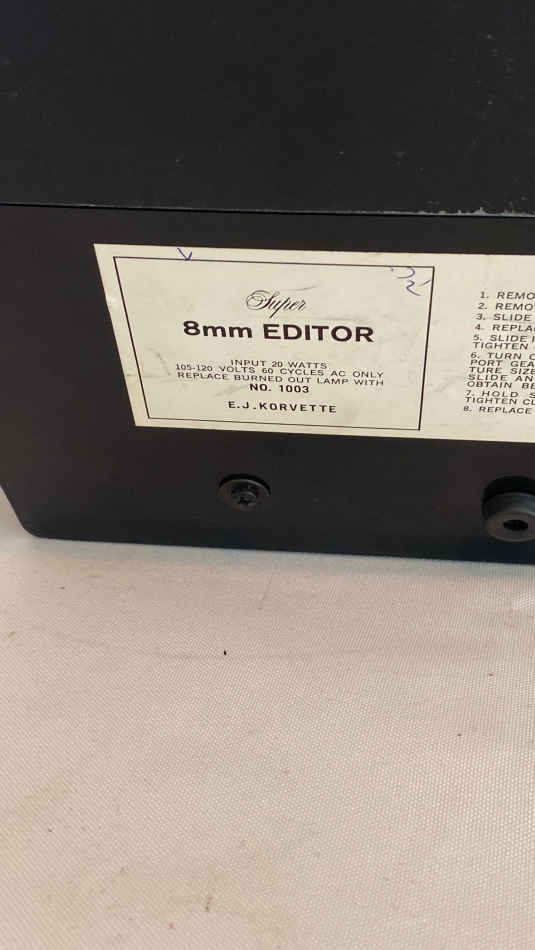 Super
8mm EDITOR
INPUT 20 WATTS
105-120 VOLTS 60 CYCLES AC ONLY
REPLACE BURNED OUT LAMP WITH
NO. 1003
E.J.KORVETTE
1. REMO
2. REMO
3. SLIDE
4. REPLA
5. SLIDE
TIGHTEN
6. TURN
PORT GEA
TURE SIZE
SLIDE AN
OBTAIN BE
7. HOLD S
TIGHTEN CL
8. REPLACE